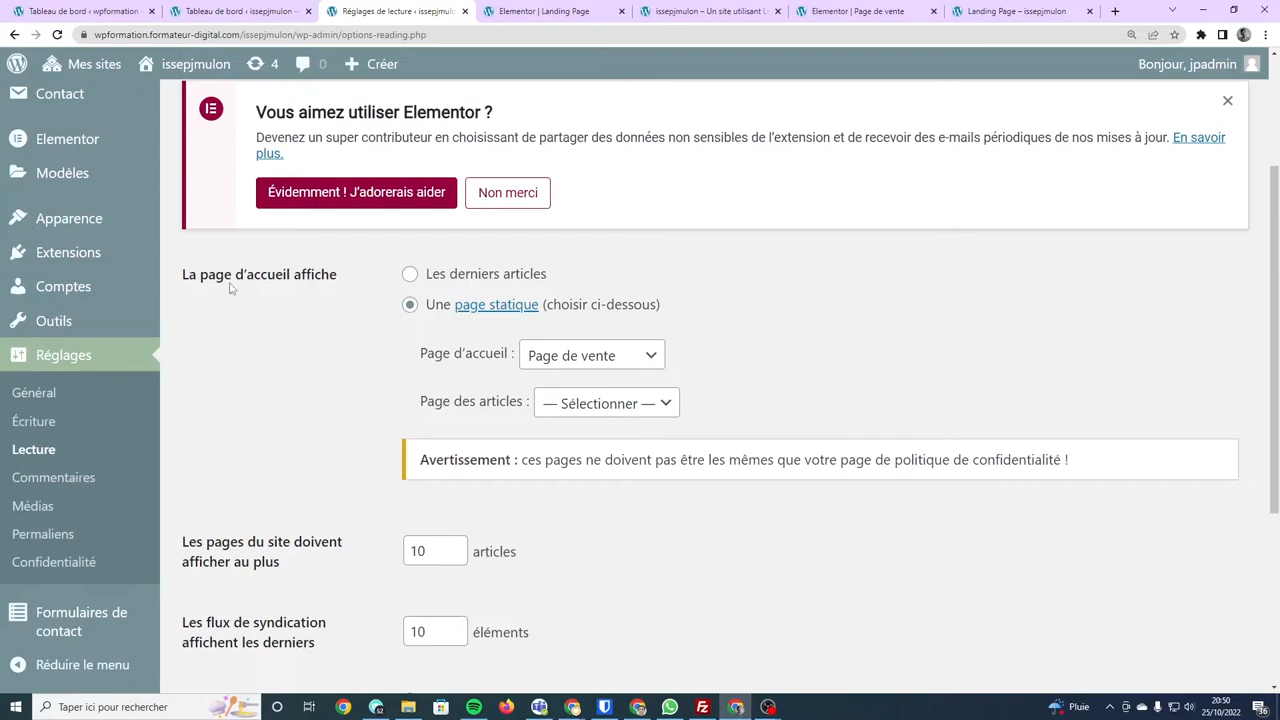 Tableau de bord ‹ wpformation.
Tableau de bord ‹ issepjmulon —
Réglages de lecture ‹ issepjmulon
Elementor | Landing Page
issepjmulon – Un site utilisant L
Elementor | Page de vente
Landing Page – issepjmulon
wpformation.formateur-digital.com/issepjmulon/wp-admin/options-reading.php
Mes sites
issepjmulon
4
0
Créer
Bonjour, jpadmin
Contact
Elementor
Modèles
Apparence
Extensions
Comptes
Outils
Réglages
Général
Écriture
Lecture
Commentaires
Médias
Permaliens
Confidentialité
Formulaires de
contact
Réduire le menu
Vous aimez utiliser Elementor ?
Devenez un super contributeur en choisissant de partager des données non sensibles de l’extension et de recevoir des e-mails périodiques de nos mises à jour. En savoir
plus.
Évidemment ! J’adorerais aider
Non merci
La page d’accueil affiche
Les derniers articles
Une page statique (choisir ci-dessous)
Page d’accueil : Page de vente
Page des articles : — Sélectionner —
Avertissement : ces pages ne doivent pas être les mêmes que votre page de politique de confidentialité !
Les pages du site doivent
afficher au plus
10 articles
Les flux de syndication
affichent les derniers
10 éléments
Taper ici pour rechercher
Pluie
20:50
25/10/2022
36